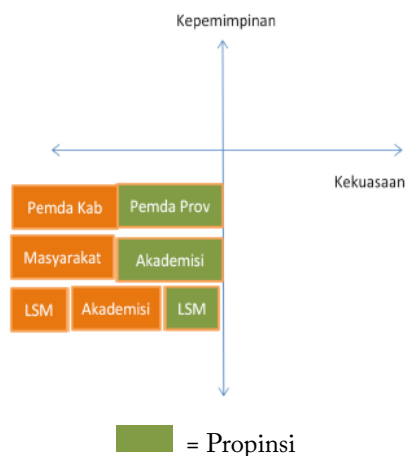 Kepemimpinan
Kekuasaan
Pemda Kab Pemda Prov
Masyarakat Akademisi
LSM Akademisi LSM
= Propinsi